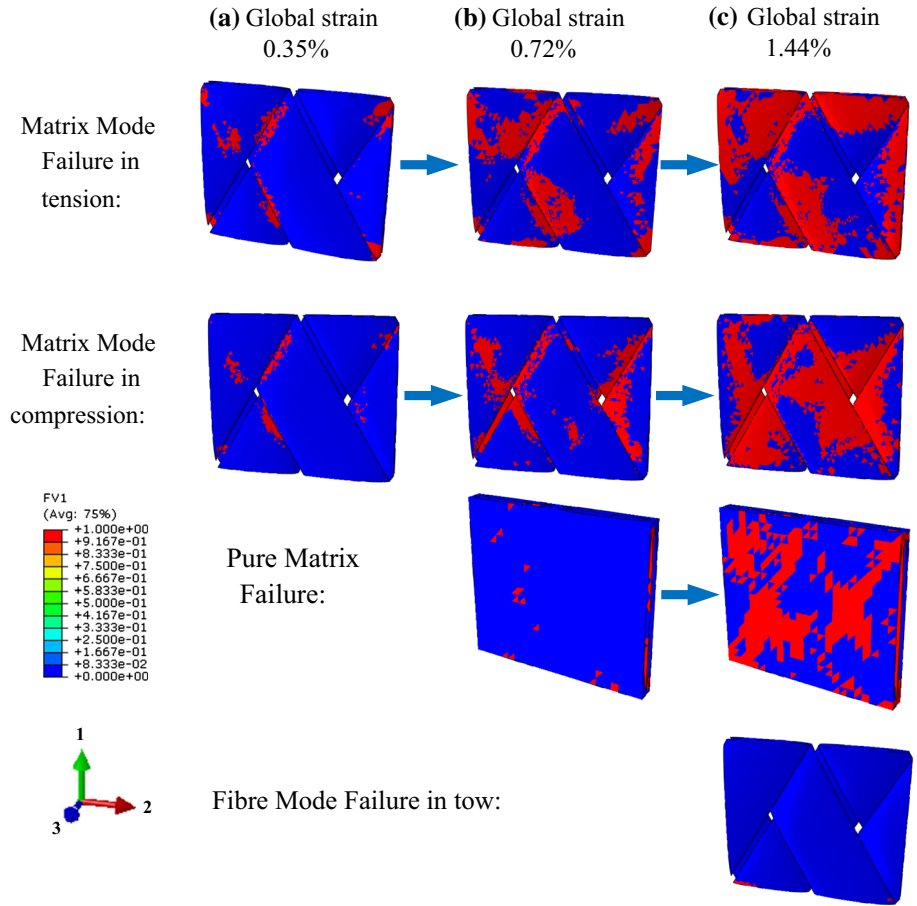 (a) Global strain
0.35%
(b) Global strain
0.72%
(c) Global strain
1.44%
Matrix Mode
Failure in
tension:
Matrix Mode
Failure in
compression:
FV1
(Avg: 75%)
+1.000e+00
+9.167e-01
+8.333e-01
+7.500e-01
+6.667e-01
+5.833e-01
+5.000e-01
+4.167e-01
+3.333e-01
+2.500e-01
+1.667e-01
+8.333e-02
+0.000e+00
Pure Matrix
Failure:
1
2
3
Fibre Mode Failure in tow: